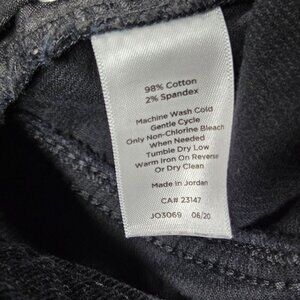 98% Cotton
2% Spandex
Machine Wash Cold
Gentle Cycle
Only Non-Chlorine Bleach
When Needed
Tumble Dry Low
Warm Iron On Reverse
Or Dry Clean
Made in Jordan
CA# 23147
JO3069 06/20